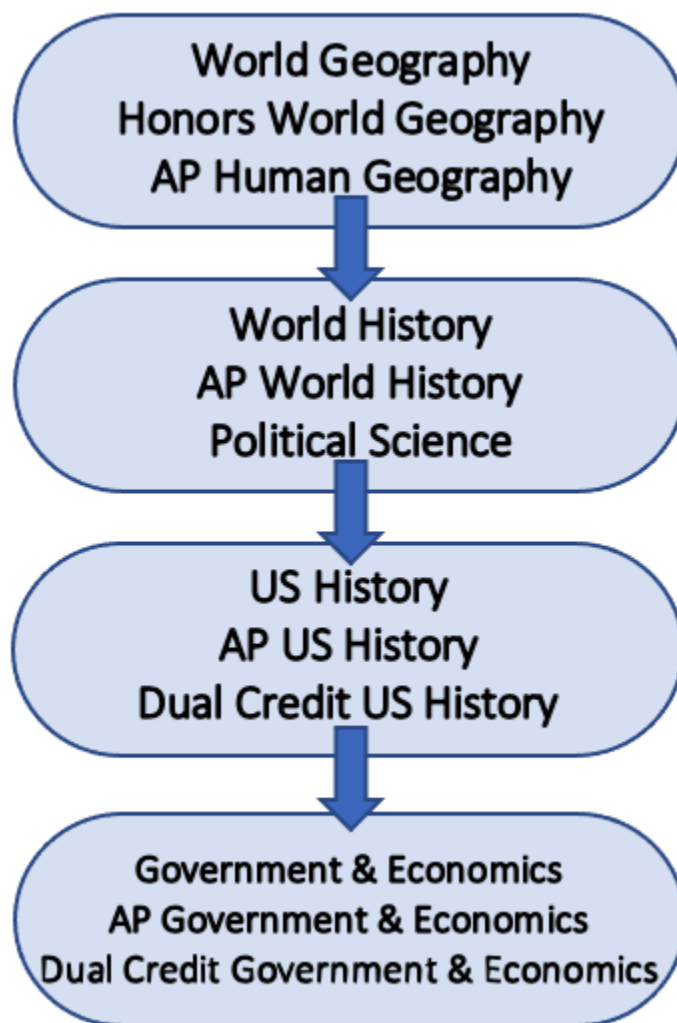 World Geography
Honors World Geography
AP Human Geography
World History
AP World History
Political Science
US History
AP US History
Dual Credit US History
Government & Economics
AP Government & Economics
Dual Credit Government & Economics